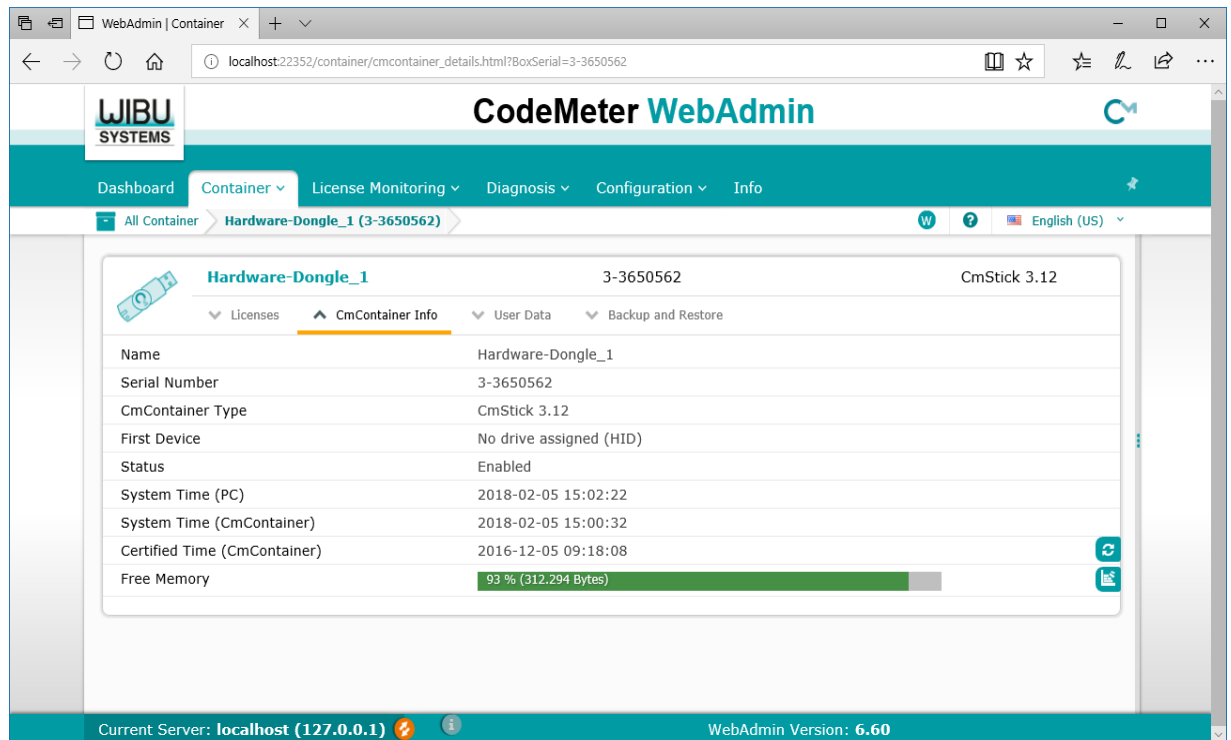 WebAdmin | Container
localhost:22352/container/cmcontainer_details.html?BoxSerial=3-3650562
WIBU
SYSTEMS
CodeMeter WebAdmin
Dashboard Container License Monitoring Diagnosis Configuration Info
All Container Hardware-Dongle_1 (3-3650562) W ? English (US)
Hardware-Dongle_1 3-3650562 CmStick 3.12
Licenses CmContainer Info User Data Backup and Restore
Name Hardware-Dongle_1
Serial Number 3-3650562
CmContainer Type CmStick 3.12
First Device No drive assigned (HID)
Status Enabled
System Time (PC) 2018-02-05 15:02:22
System Time (CmContainer) 2018-02-05 15:00:32
Certified Time (CmContainer) 2016-12-05 09:18:08
Free Memory 93 % (312.294 Bytes)
Current Server: localhost (127.0.0.1) WebAdmin Version: 6.60